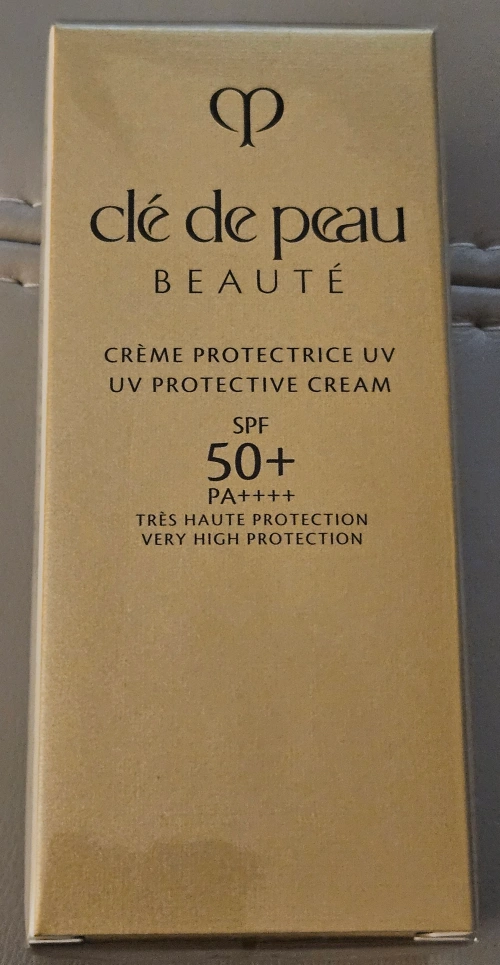 clé de peau
BEAUTÉ
CRÈME PROTECTRICE UV
UV PROTECTIVE CREAM
SPF
50+
PA++++
TRÈS HAUTE PROTECTION
VERY HIGH PROTECTION